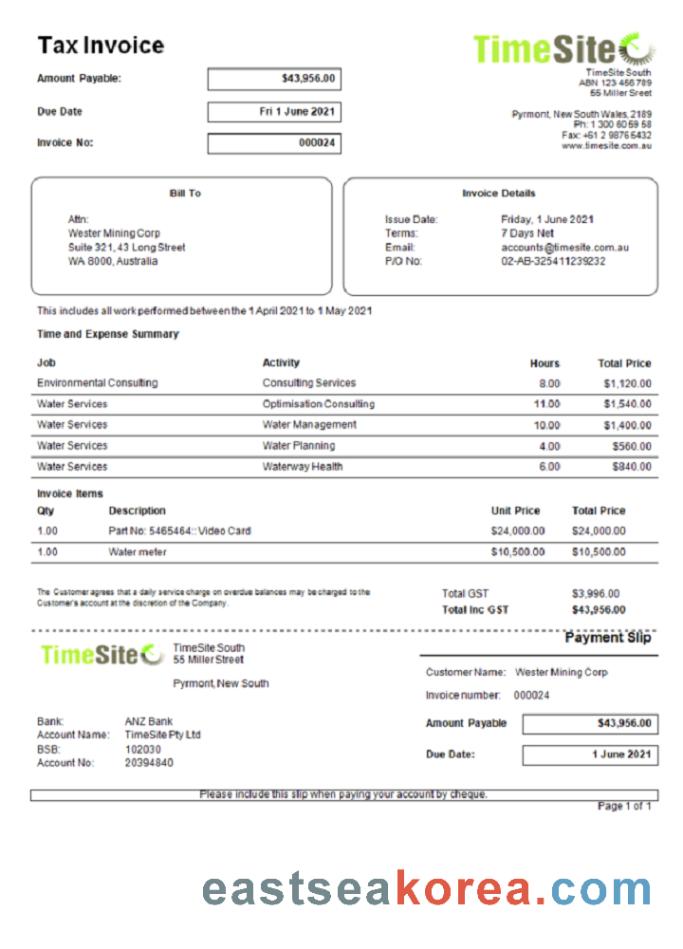 Tax Invoice
TimeSite
Amount Payable: $43,956.00
TimeSite South
ABN 123 456 789
55 Miller Sreet
Due Date Fri 1 June 2021
Pyrmont, New South Wales, 2189
Ph: 1 300 60 59 58
Fax: +61 2 9876 5432
www.timesite.com.au
Invoice No: 000024
Bill To
Attn:
Wester Mining Corp
Suite 321, 43 Long Street
WA 8000, Australia
Invoice Details
Issue Date: Friday, 1 June 2021
Terms: 7 Days Net
Email: accounts@timesite.com.au
P/O No: 02-AB-325411239232
This includes all work performed between the 1 April 2021 to 1 May 2021
Time and Expense Summary
Job Activity Hours Total Price
Environmental Consulting Consulting Services 8.00 $1,120.00
Water Services Optimisation Consulting 11.00 $1,540.00
Water Services Water Management 10.00 $1,400.00
Water Services Water Planning 4.00 $560.00
Water Services Waterway Health 6.00 $840.00
Invoice Items
Qty Description Unit Price Total Price
1.00 Part No: 5465464:: Video Card $24,000.00 $24,000.00
1.00 Water meter $10,500.00 $10,500.00
The Customer agrees that a daily service charge on overdue balances may be charged to the
Customer's account at the discretion of the Company.
Total GST $3,996.00
Total Inc GST $43,956.00
Payment Slip
TimeSite
TimeSite South
55 Miller Street
Pyrmont, New South
Customer Name: Wester Mining Corp
Invoice number: 000024
Bank: ANZ Bank
Account Name: TimeSite Pty Ltd
BSB: 102030
Account No: 20394840
Amount Payable $43,956.00
Due Date: 1 June 2021
Please include this slip when paying your account by cheque.
Page 1 of 1
eastseakorea.com